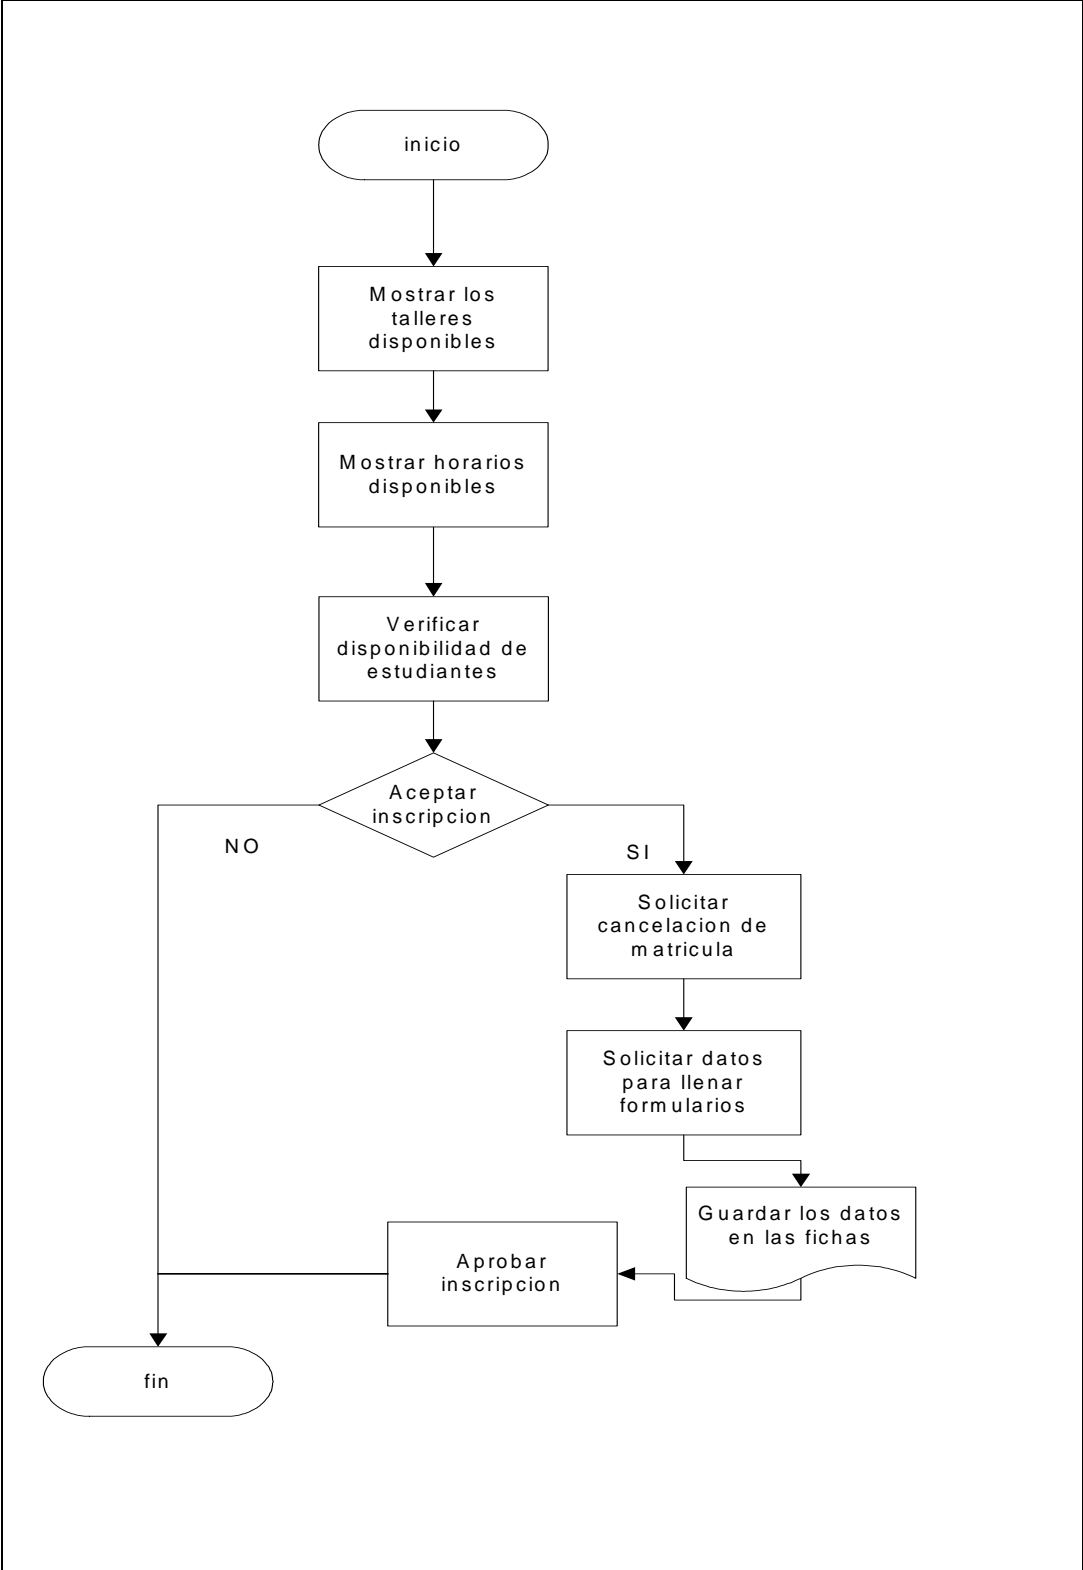 inicio
Mostrar los
talleres
disponibles
Mostrar horarios
disponibles
Verificar
disponibilidad de
estudiantes
Aceptar
inscripcion
NO
SI
Solicitar
cancelacion de
matricula
Solicitar datos
para llenar
formularios
Guardar los datos
en las fichas
Aprobar
inscripcion
fin